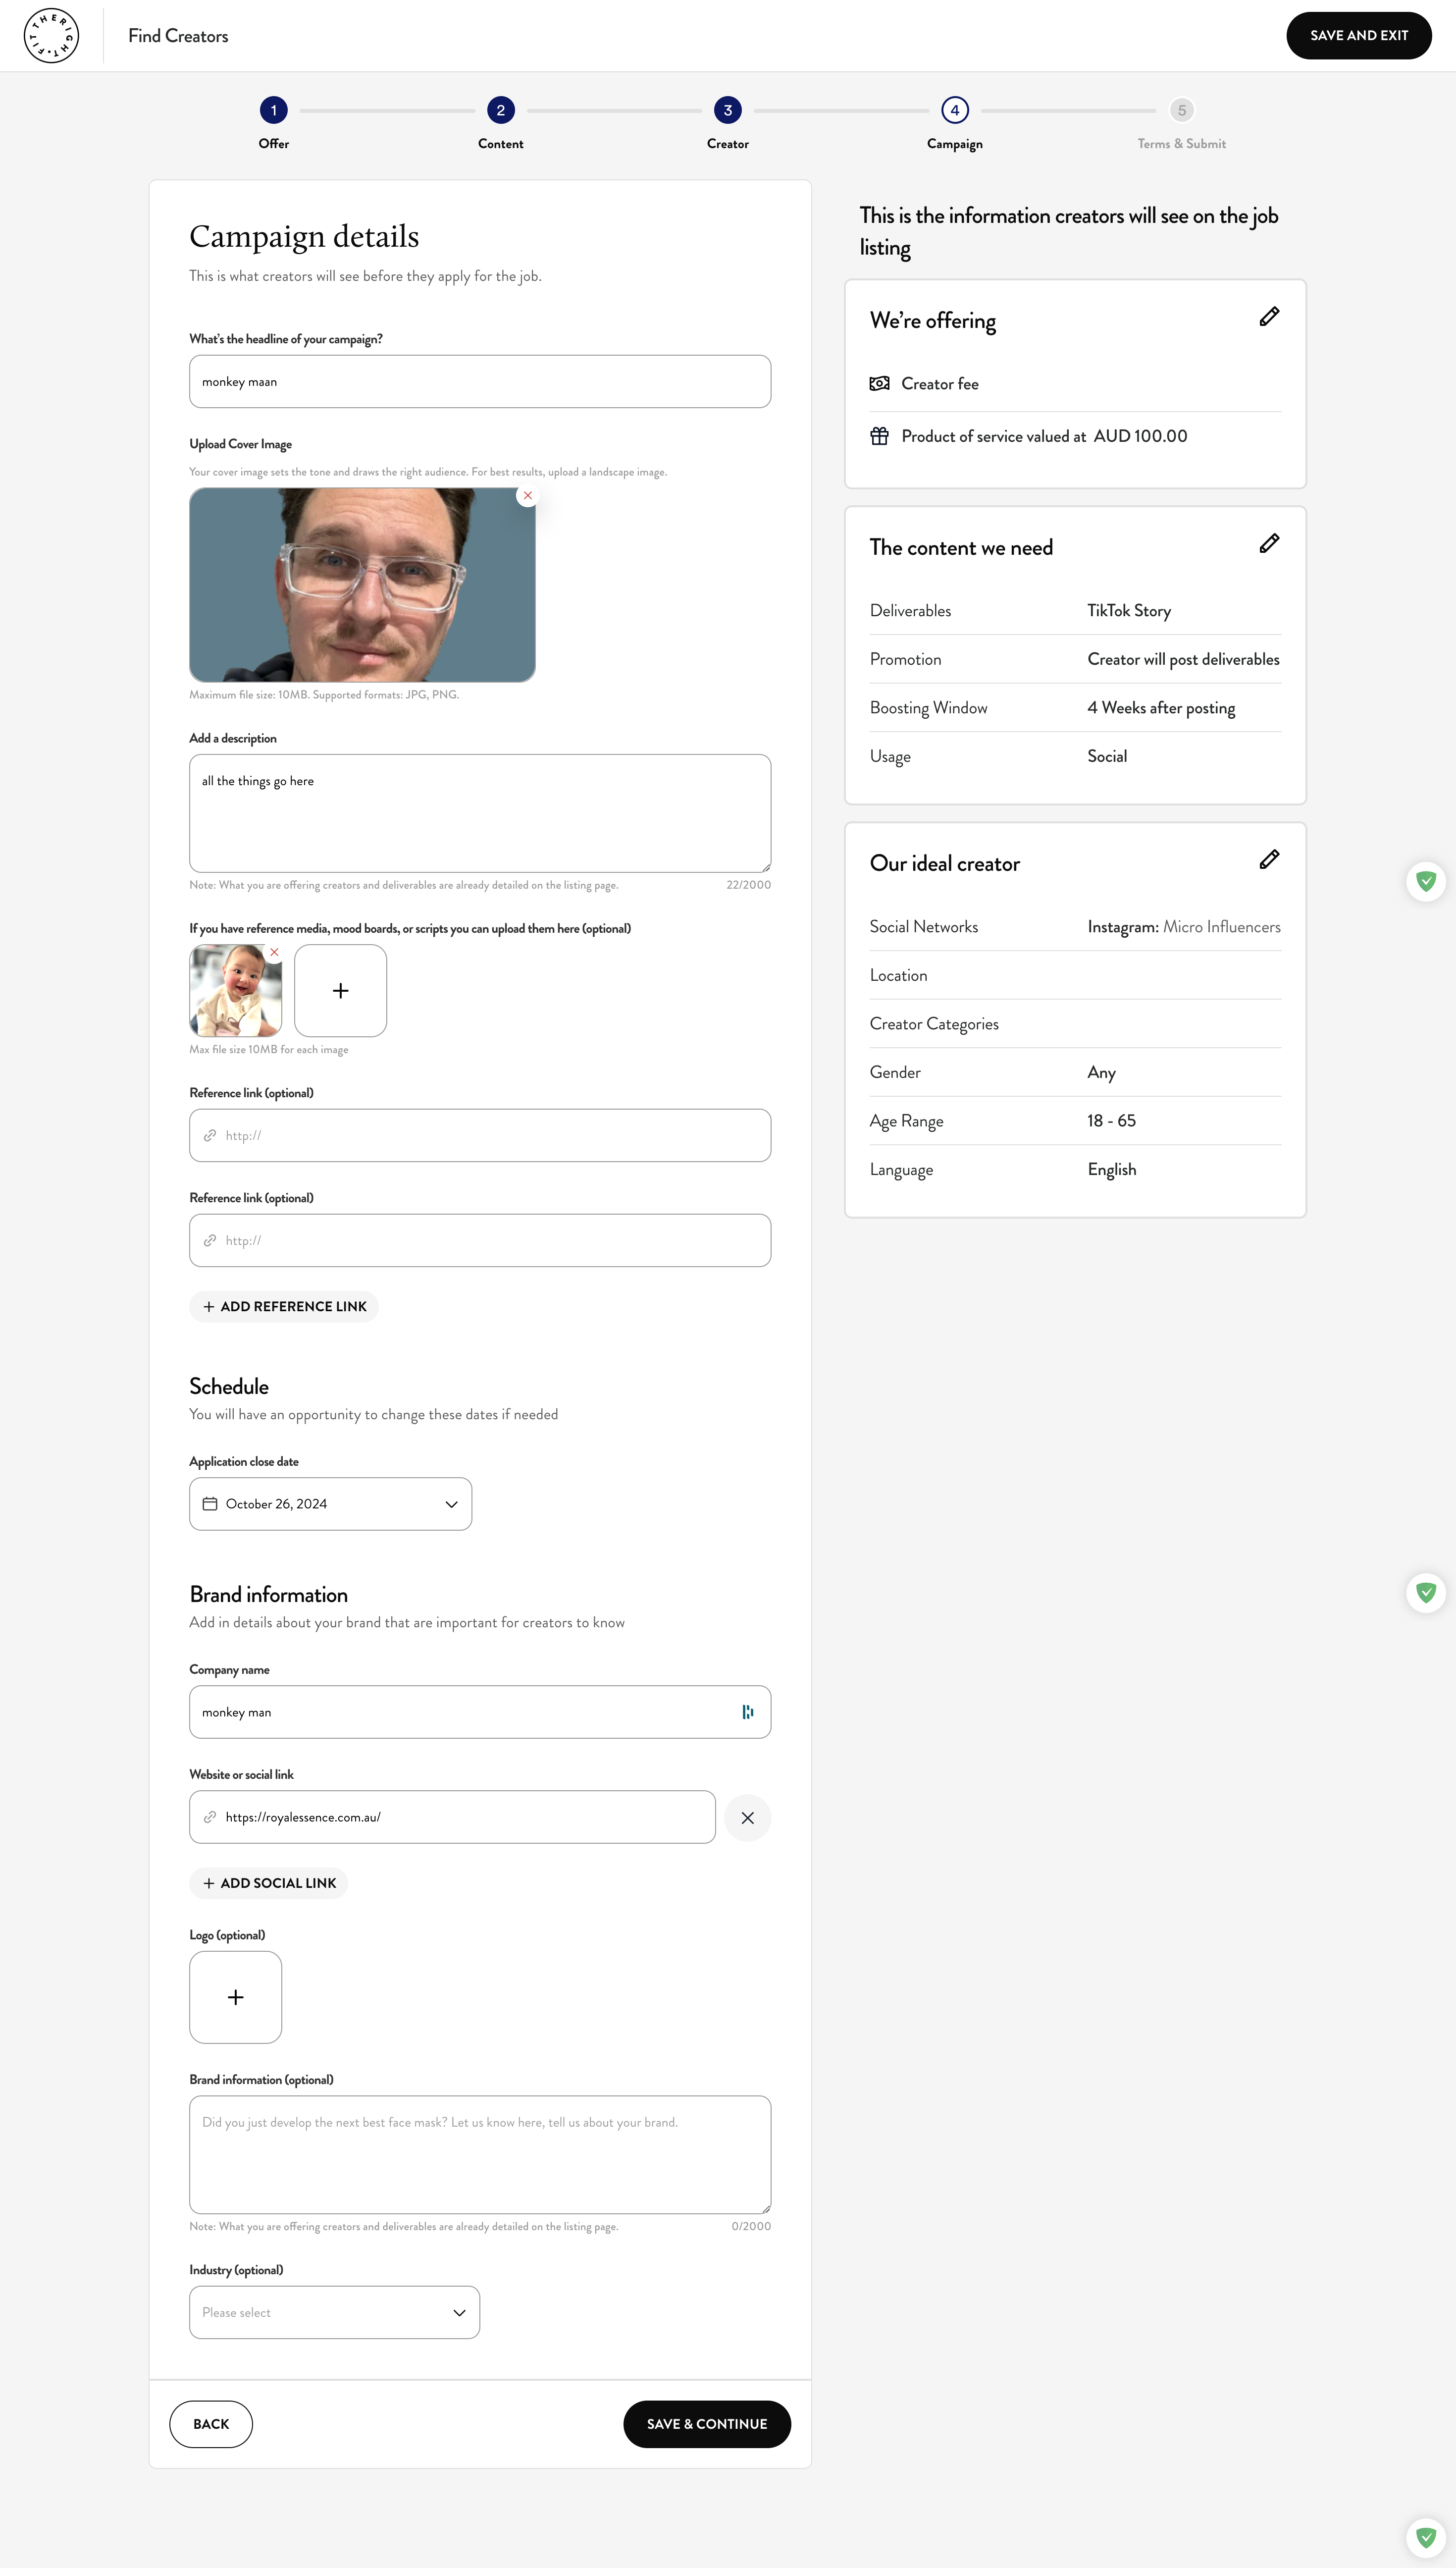 THERIGHTFIT
Find Creators
SAVE AND EXIT
1
2
3
4
5
Offer
Content
Creator
Campaign
Terms & Submit
Campaign details
This is what creators will see before they apply for the job.
What's the headline of your campaign?
monkey maan
Upload Cover Image
Your cover image sets the tone and draws the right audience. For best results, upload a landscape image.
Maximum file size: 10MB. Supported formats: JPG, PNG.
Add a description
all the things go here
Note: What you are offering creators and deliverables are already detailed on the listing page.
22/2000
If you have reference media, mood boards, or scripts you can upload them here (optional)
Max file size 10MB for each image
Reference link (optional)
http://
Reference link (optional)
http://
+ ADD REFERENCE LINK
Schedule
You will have an opportunity to change these dates if needed
Application close date
October 26, 2024
Brand information
Add in details about your brand that are important for creators to know
Company name
monkey man
Website or social link
https://royalessence.com.au/
+ ADD SOCIAL LINK
Logo (optional)
Brand information (optional)
Did you just develop the next best face mask? Let us know here, tell us about your brand.
Note: What you are offering creators and deliverables are already detailed on the listing page.
0/2000
Industry (optional)
Please select
BACK
SAVE & CONTINUE
This is the information creators will see on the job
listing
We're offering
Creator fee
Product of service valued at AUD 100.00
The content we need
Deliverables TikTok Story
Promotion Creator will post deliverables
Boosting Window 4 Weeks after posting
Usage Social
Our ideal creator
Social Networks Instagram: Micro Influencers
Location
Creator Categories
Gender Any
Age Range 18 - 65
Language English